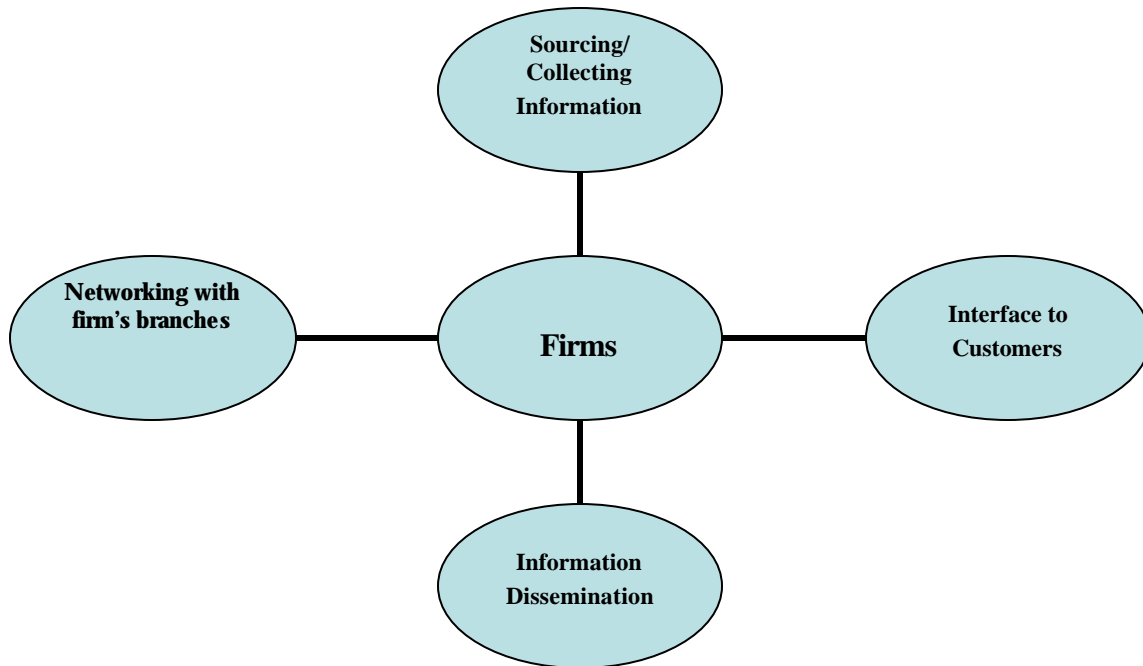 Sourcing/
Collecting
Information
Networking with
firm's branches
Firms
Interface to
Customers
Information
Dissemination